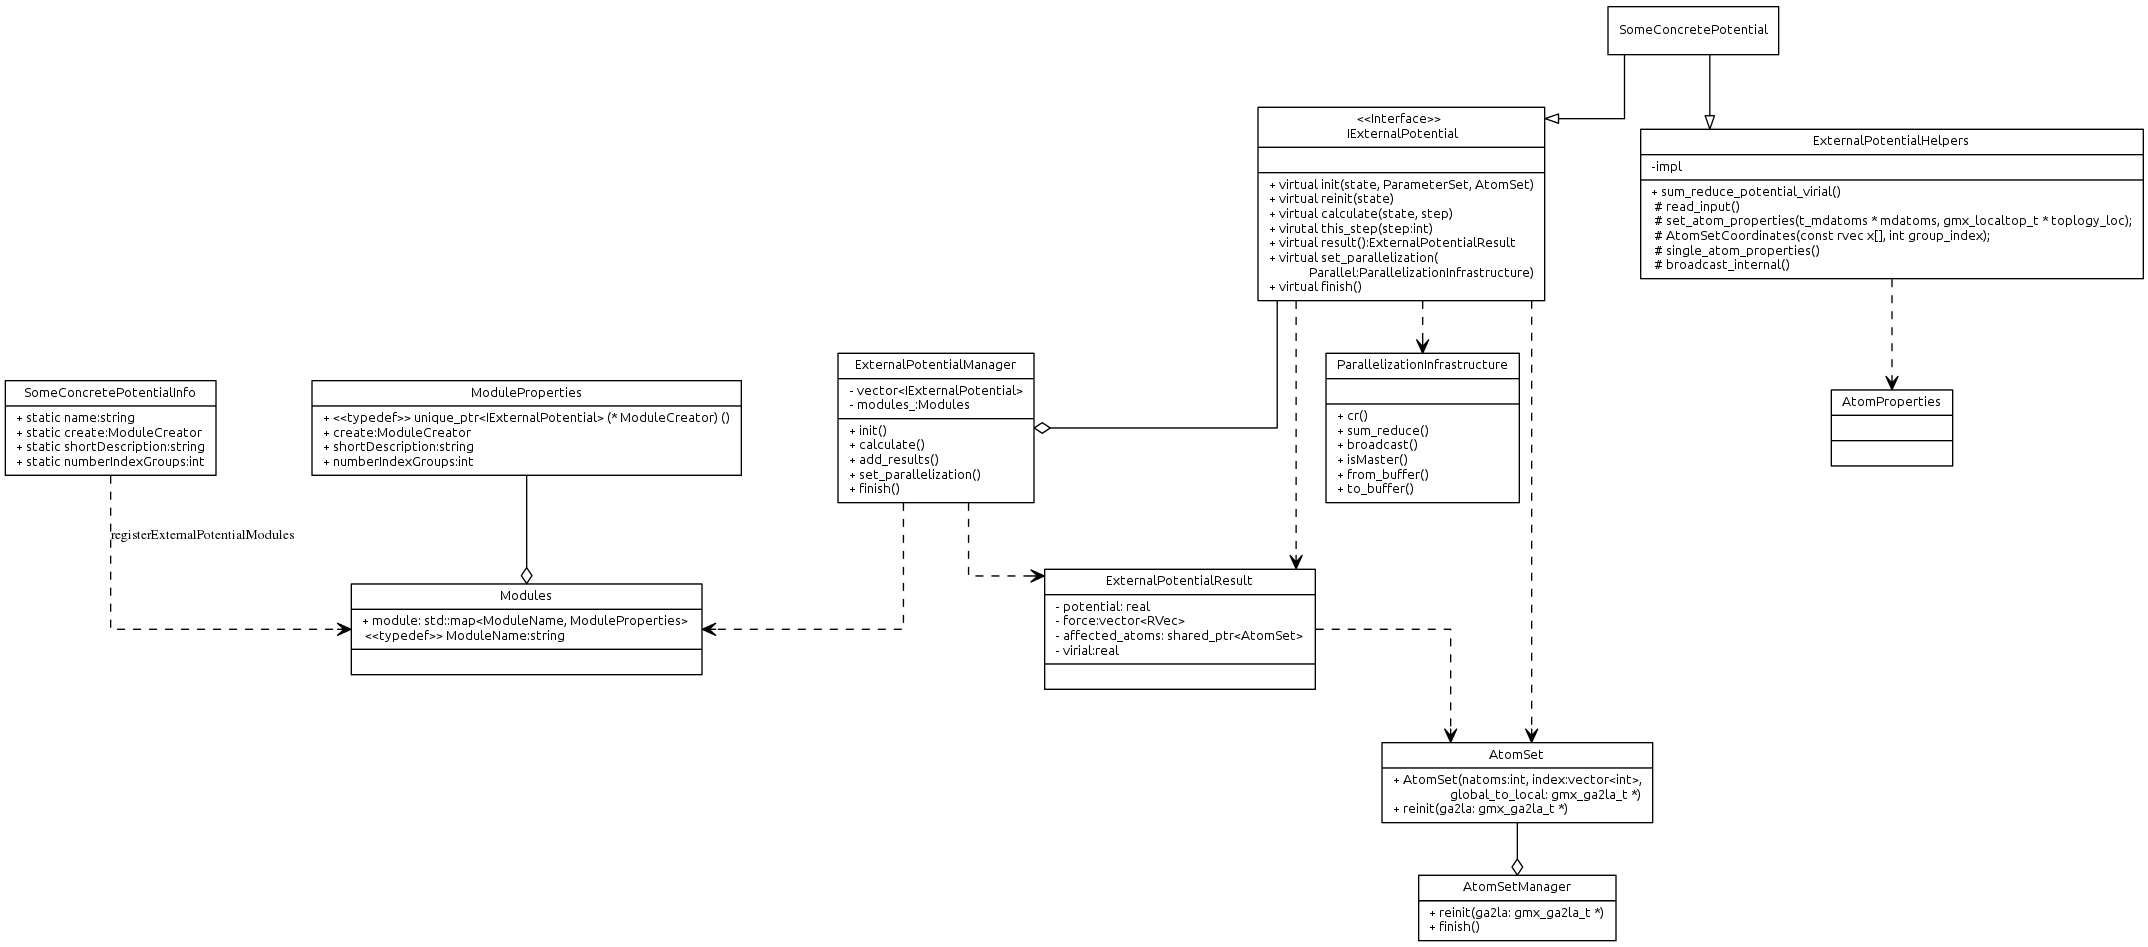 SomeConcretePotential
<<Interface>>
IExternalPotential
+ virtual init(state, ParameterSet, AtomSet)
+ virtual reinit(state)
+ virtual calculate(state, step)
+ virutal this_step(step:int)
+ virtual result():ExternalPotentialResult
+ virtual set_parallelization(
Parallel:ParallelizationInfrastructure)
+ virtual finish()
ExternalPotentialHelpers
-impl
+ sum_reduce_potential_virial()
# read_input()
# set_atom_properties(t_mdatoms * mdatoms, gmx_localtop_t * toplogy_loc);
# AtomSetCoordinates(const rvec x[], int group_index);
# single_atom_properties()
# broadcast_internal()
SomeConcretePotentialInfo
+ static name:string
+ static create:ModuleCreator
+ static shortDescription:string
+ static numberIndexGroups:int
ModuleProperties
+ <<typedef>> unique_ptr<IExternalPotential> (* ModuleCreator) ()
+ create:ModuleCreator
+ shortDescription:string
+ numberIndexGroups:int
ExternalPotentialManager
- vector<IExternalPotential>
- modules_:Modules
+ init()
+ calculate()
+ add_results()
+ set_parallelization()
+ finish()
ParallelizationInfrastructure
+ cr()
+ sum_reduce()
+ broadcast()
+ isMaster()
+ from_buffer()
+ to_buffer()
AtomProperties
registerExternalPotentialModules
Modules
+ module: std::map<ModuleName, ModuleProperties>
<<typedef>> ModuleName:string
ExternalPotentialResult
- potential: real
- force:vector<RVec>
- affected_atoms: shared_ptr<AtomSet>
- virial:real
AtomSet
+ AtomSet(natoms:int, index:vector<int>,
global_to_local: gmx_ga2la_t *)
+ reinit(ga2la: gmx_ga2la_t *)
AtomSetManager
+ reinit(ga2la: gmx_ga2la_t *)
+ finish()